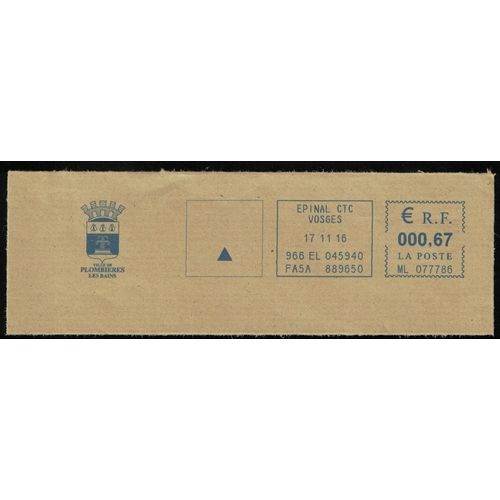 VILLE DE
PLOMBIERES
LES BAINS
EPINAL CTC
VOSGES
17 11 16
966 EL 045940
FA5A 889650
€ R.F.
000,67
LA POSTE
ML 077786